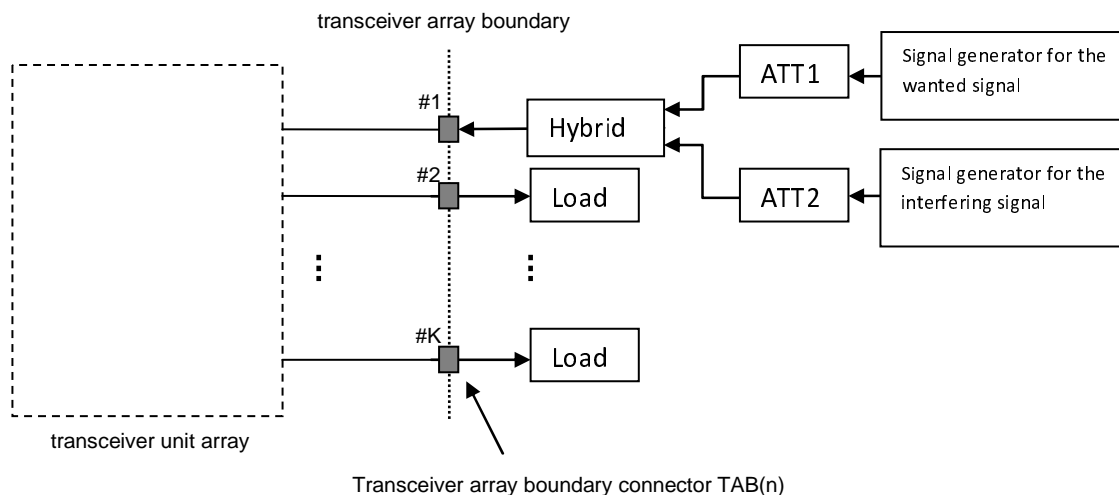 transceiver array boundary
#1
Hybrid
ATT1
Signal generator for the
wanted signal
#2
Load
ATT2
Signal generator for the
interfering signal
#K
Load
transceiver unit array
Transceiver array boundary connector TAB(n)